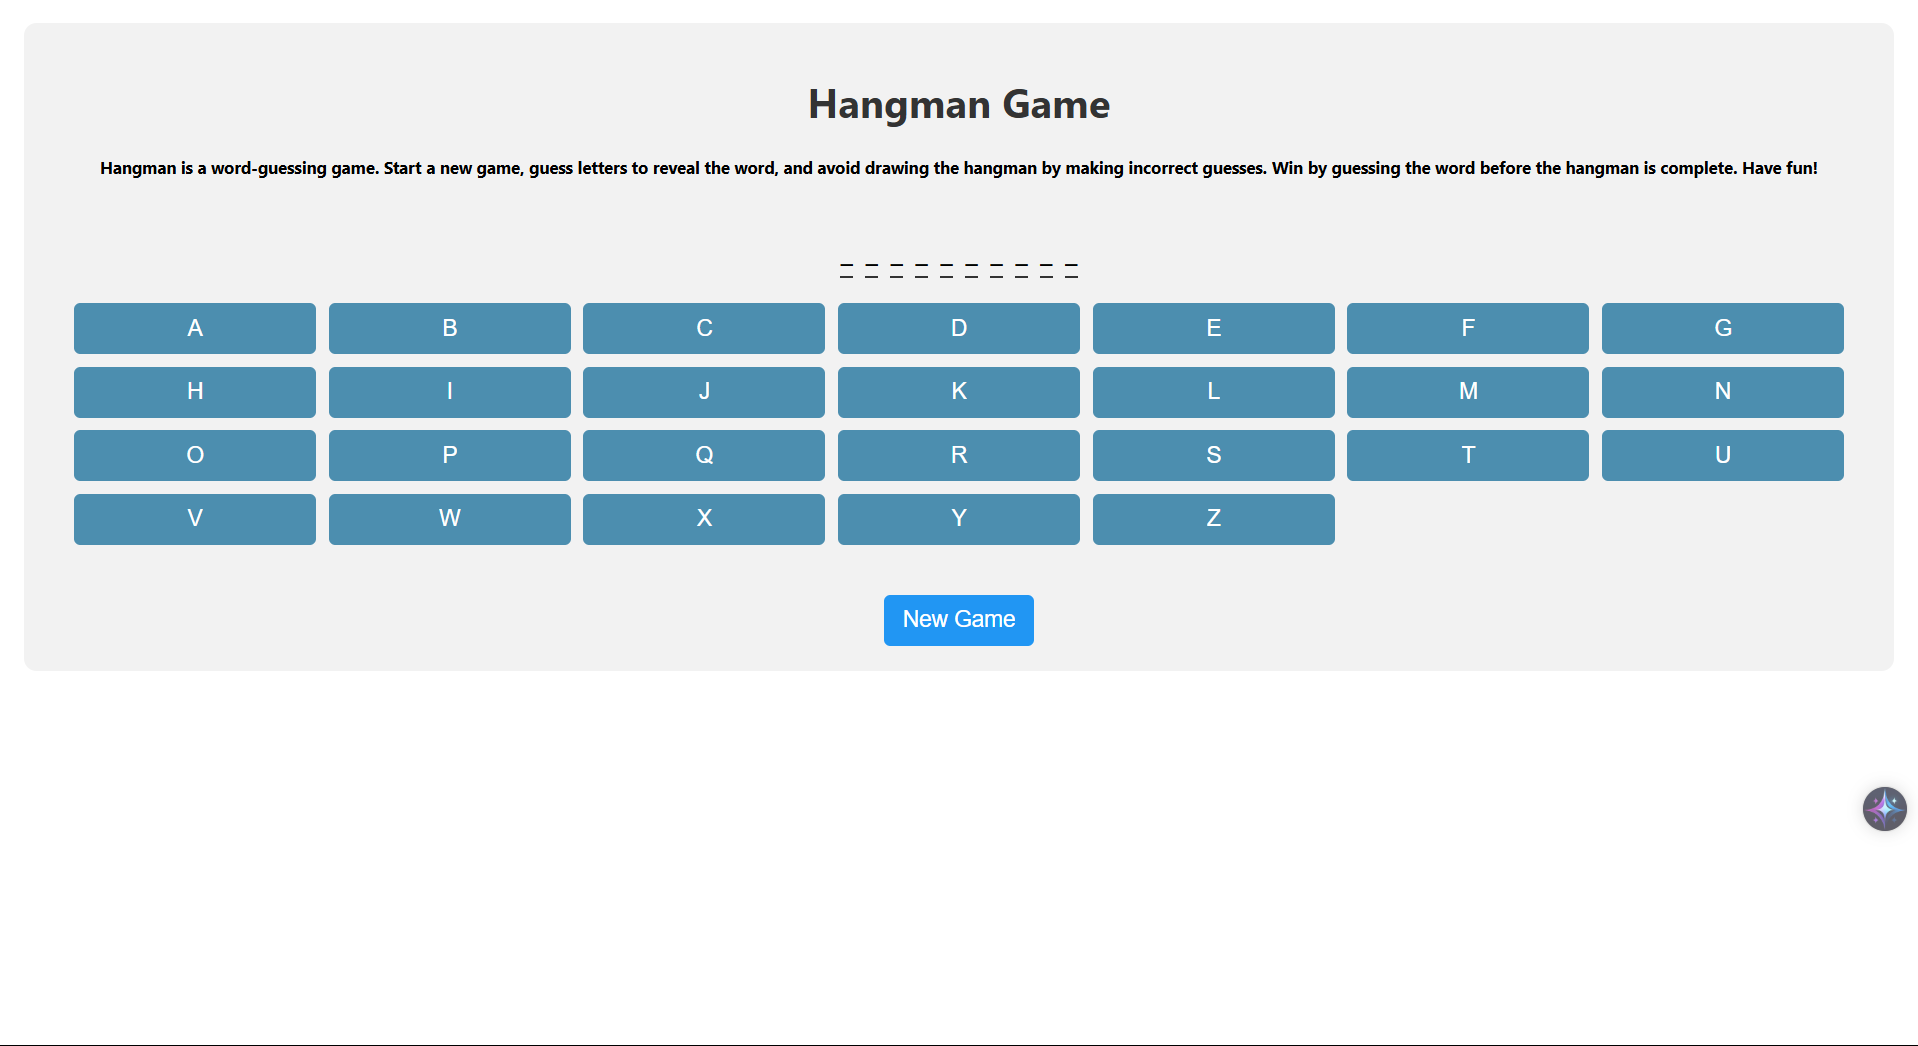 Hangman Game
Hangman is a word-guessing game. Start a new game, guess letters to reveal the word, and avoid drawing the hangman by making incorrect guesses. Win by guessing the word before the hangman is complete. Have fun!
_ _ _ _ _ _ _ _ _ _
A B C D E F G
H I J K L M N
O P Q R S T U
V W X Y Z
New Game